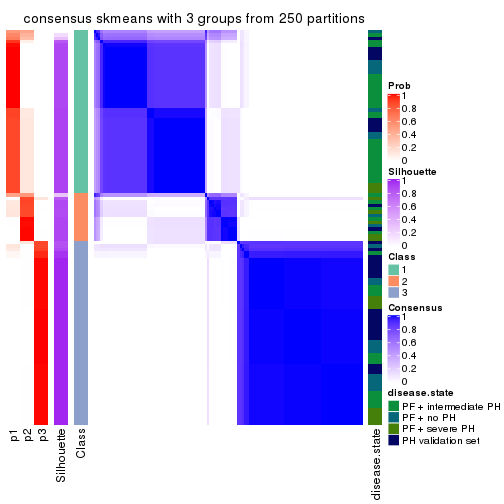 consensus skmeans with 3 groups from 250 partitions
Prob
1
0.8
0.6
0.4
0.2
0
Silhouette
1
0.8
0.6
0.4
0.2
0
Class
1
2
3
Consensus
1
0.8
0.6
0.4
0.2
0
disease.state
PF + intermediate PH
PF + no PH
PF + severe PH
PH validation set
p1
p2
p3
Silhouette
Class
disease.state